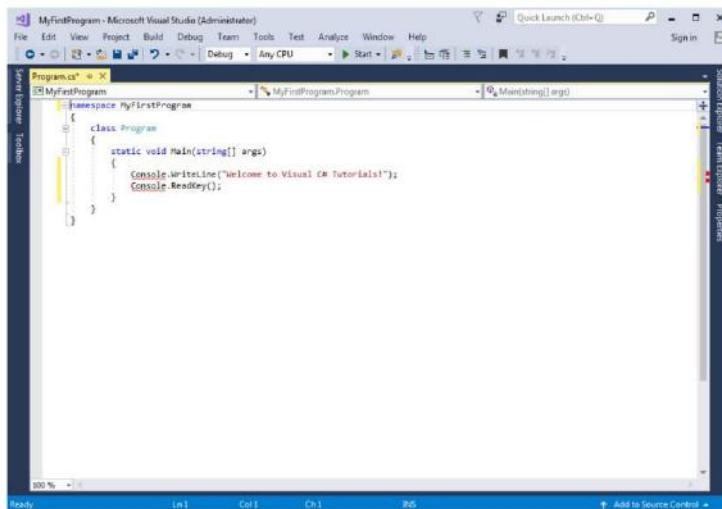 MyFirstProgram - Microsoft Visual Studio (Administrator)
Quick Launch (Ctrl+Q)
File Edit View Project Build Debug Team Tools Test Analyze Window Help
Sign in
Debug Any CPU Start
Program.cs*
MyFirstProgram MyFirstProgram.Program Main(string[] args)
Server Explorer
Toolbox
namespace MyFirstProgram
{
class Program
{
static void Main(string[] args)
{
Console.WriteLine("Welcome to Visual C# Tutorials!");
Console.ReadKey();
}
}
}
Solution Explorer
Team Explorer
Properties
100 %
Ready Ln 1 Col 1 Ch 1 INS Add to Source Control